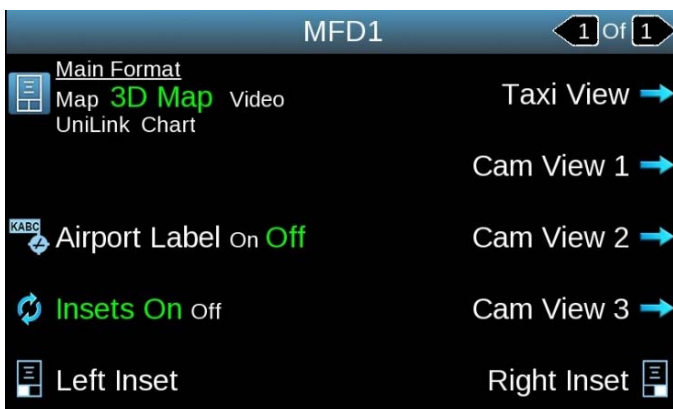 MFD1
1 Of 1
Main Format
Map 3D Map Video
UniLink Chart
Taxi View
Cam View 1
KABC
Airport Label On Off
Cam View 2
Insets On Off
Cam View 3
Left Inset
Right Inset